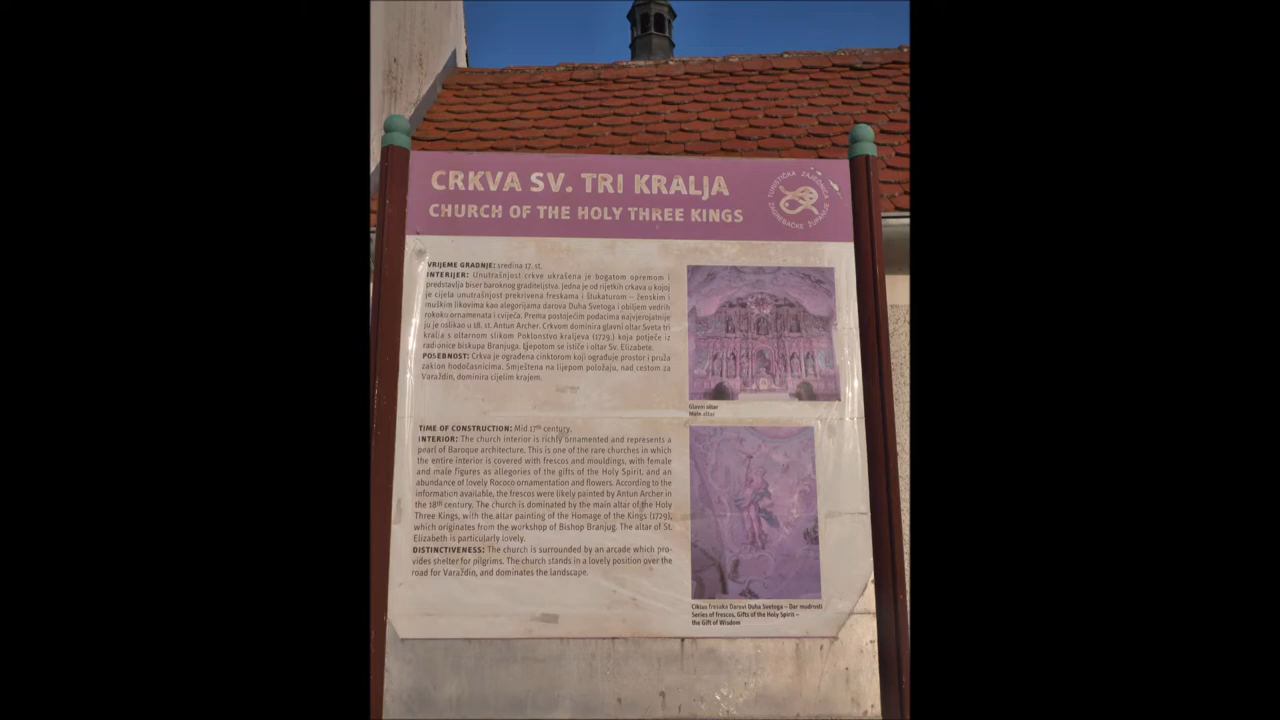 CRKVA SV. TRI KRALJA
CHURCH OF THE HOLY THREE KINGS
TURISTIČKA ZAJEDNICA
ZAGREBAČKE ŽUPANIJE
VRIJEME GRADNJE: sredina 17. st.
INTERIJER: Unutrašnjost crkve ukrašena je bogatom opremom i
predstavlja biser baroknog graditeljstva. Jedna je od rijetkih crkava u kojoj
je cijela unutrašnjost prekrivena freskama i štukaturom – ženskim i
muškim likovima kao alegorijama darova Duha Svetoga i obiljem vedrih
rokoko ornamenata i cvijeća. Prema postojećim podacima najvjerojatnije
ju je oslikao u 18. st. Antun Archer. Crkvom dominira glavni oltar Sveta tri
kralja s oltarnom slikom Poklonstvo kraljeva (1729.) koja potječe iz
radionice biskupa Branjuga. Ljepotom se ističe i oltar Sv. Elizabete.
POSEBNOST: Crkva je ograđena cinktorom koji ograđuje prostor i pruža
zaklon hodočasnicima. Smještena na lijepom položaju, nad cestom za
Varaždin, dominira cijelim krajem.
Glavni oltar
Main altar
TIME OF CONSTRUCTION: Mid 17th century.
INTERIOR: The church interior is richly ornamented and represents a
pearl of Baroque architecture. This is one of the rare churches in which
the entire interior is covered with frescos and mouldings, with female
and male figures as allegories of the gifts of the Holy Spirit, and an
abundance of lovely Rococo ornamentation and flowers. According to the
information available, the frescos were likely painted by Antun Archer in
the 18th century. The church is dominated by the main altar of the Holy
Three Kings, with the altar painting of the Homage of the Kings (1729),
which originates from the workshop of Bishop Branjug. The altar of St.
Elizabeth is particularly lovely.
DISTINCTIVENESS: The church is surrounded by an arcade which pro-
vides shelter for pilgrims. The church stands in a lovely position over the
road for Varaždin, and dominates the landscape.
Ciklus fresaka Darovi Duha Svetoga – Dar mudrosti
Series of frescos, Gifts of the Holy Spirit –
the Gift of Wisdom